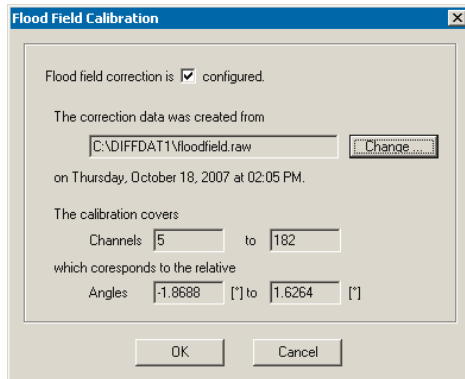 Flood Field Calibration
Flood field correction is configured.
The correction data was created from
C:\DIFFDAT1\floodfield.raw Change ...
on Thursday, October 18, 2007 at 02:05 PM.
The calibration covers
Channels 5 to 182
which coresponds to the relative
Angles -1.8688 [°] to 1.6264 [°]
OK Cancel